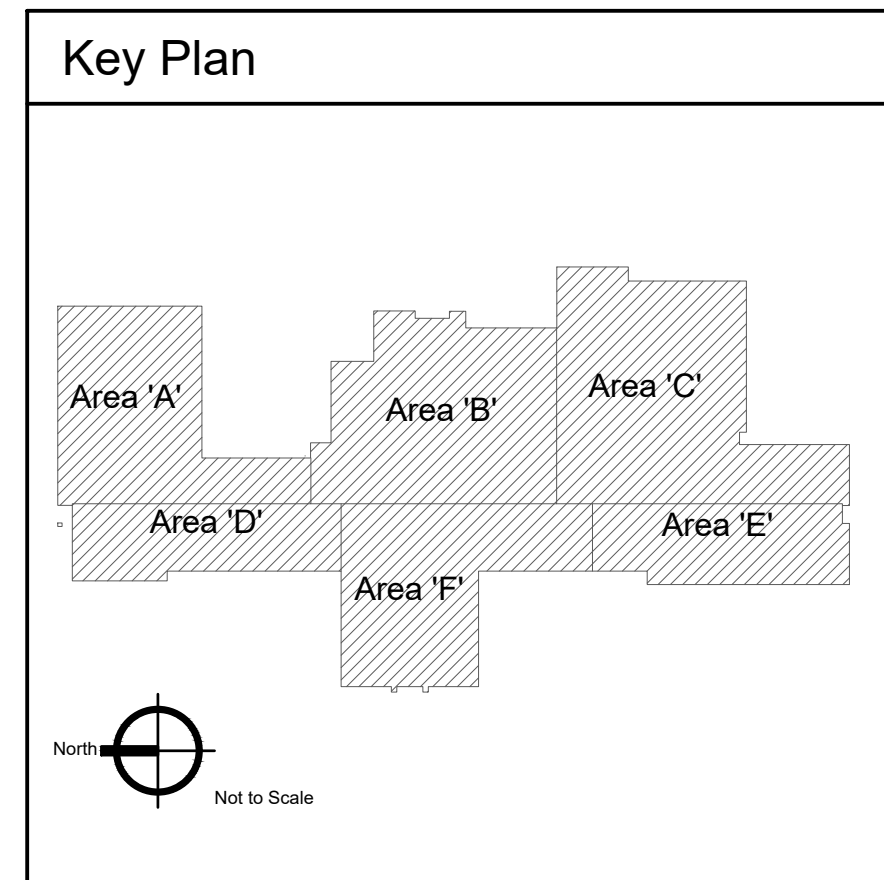 Key Plan
Area 'A'
Area 'B'
Area 'C'
Area 'D'
Area 'E'
Area 'F'
North
Not to Scale